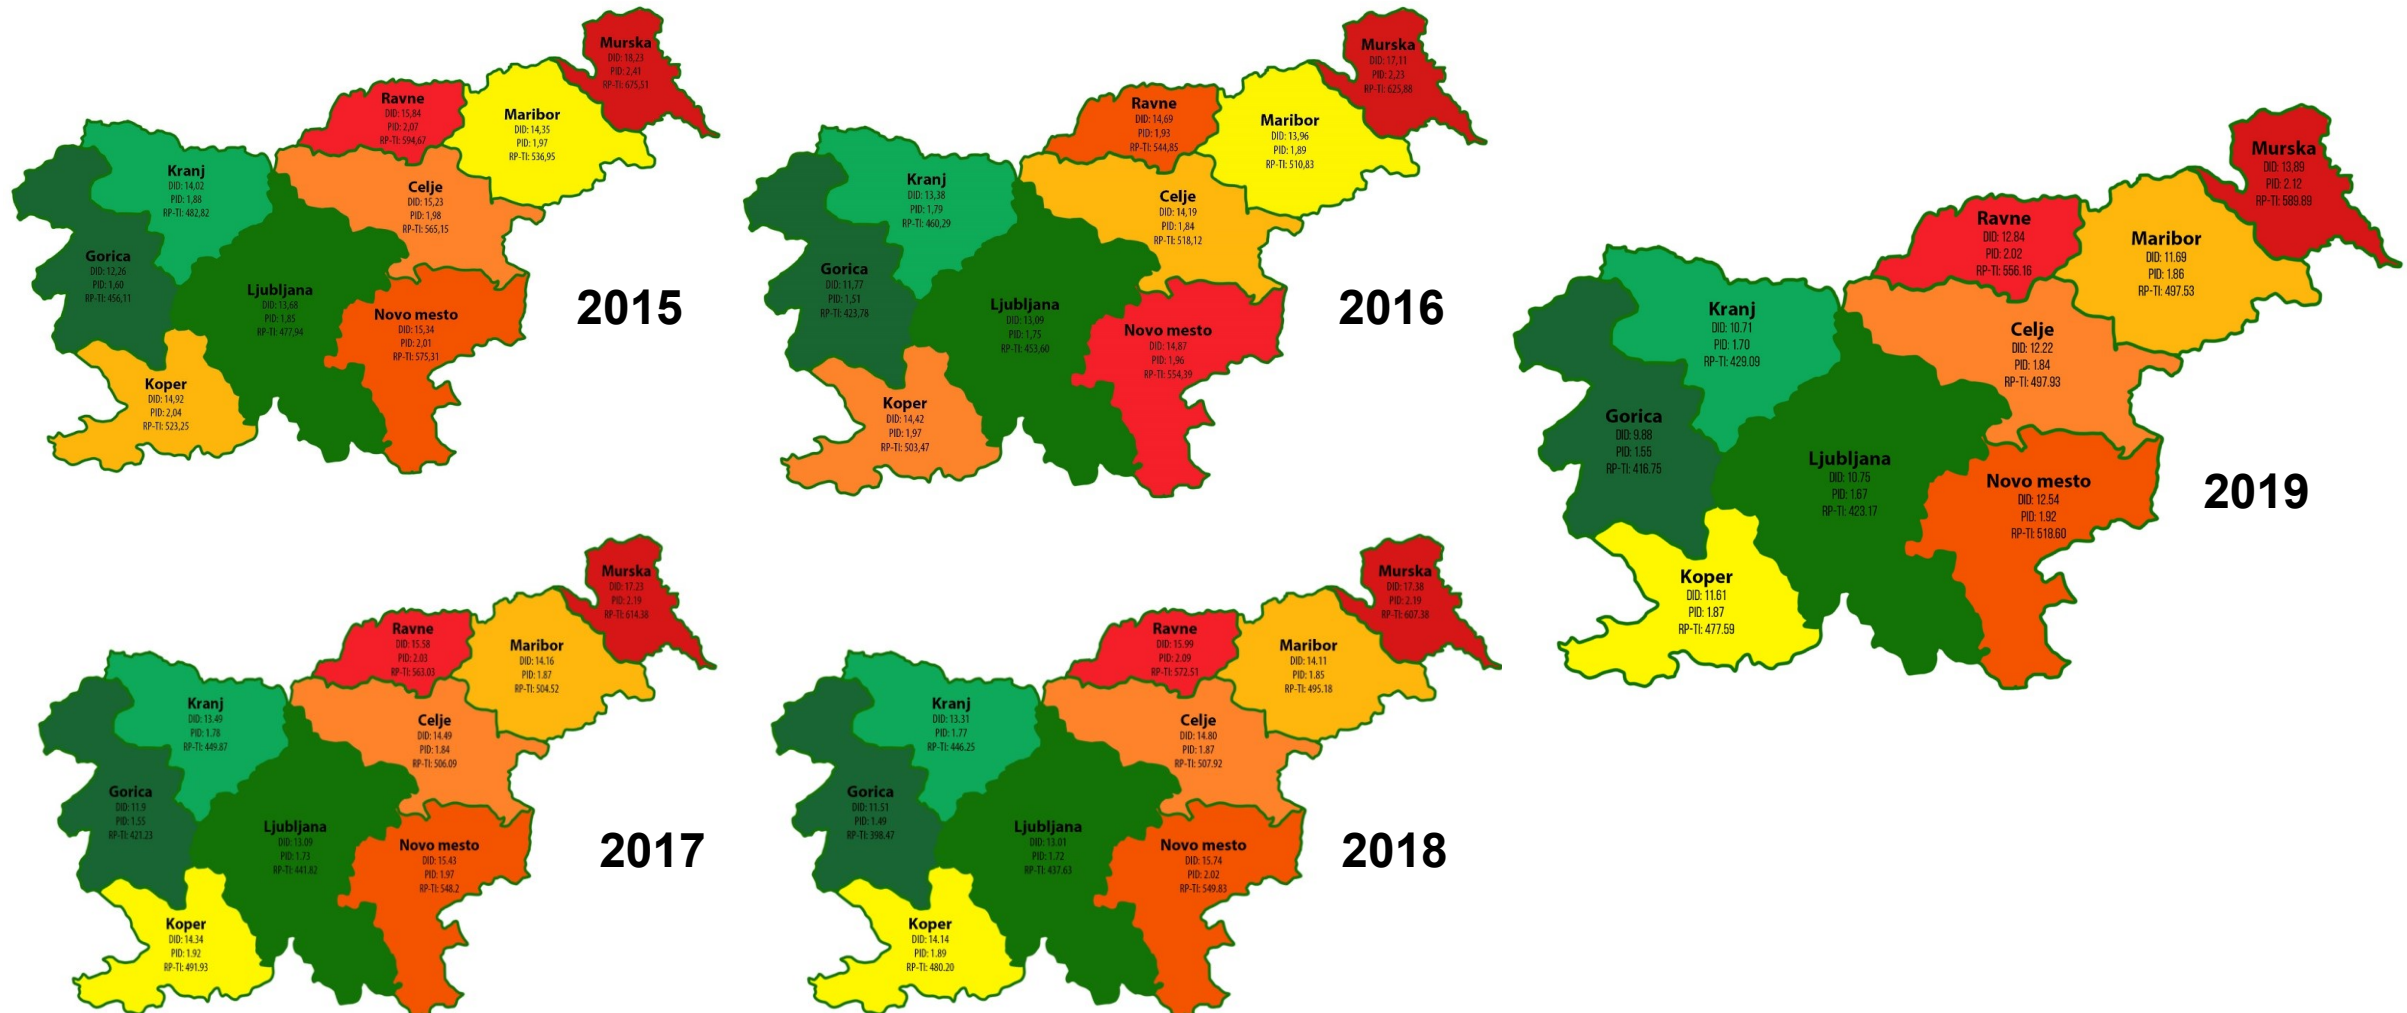 Murska
DID: 18,23
PID: 2,41
RP-TI: 675,51
Ravne
DID: 15,84
PID: 2,07
RP-TI: 594,67
Maribor
DID: 14,35
PID: 1,97
RP-TI: 536,95
Kranj
DID: 14,02
PID: 1,88
RP-TI: 482,82
Celje
DID: 15,23
PID: 1,98
RP-TI: 565,15
Gorica
DID: 12,26
PID: 1,60
RP-TI: 456,11
Ljubljana
DID: 13,68
PID: 1,85
RP-TI: 477,94
Novo mesto
DID: 15,34
PID: 2,01
RP-TI: 575,31
Koper
DID: 14,92
PID: 2,04
RP-TI: 523,25
2015
Murska
DID: 17,11
PID: 2,23
RP-TI: 625,88
Ravne
DID: 14,69
PID: 1,93
RP-TI: 544,85
Maribor
DID: 13,96
PID: 1,89
RP-TI: 510,83
Kranj
DID: 13,38
PID: 1,79
RP-TI: 460,29
Celje
DID: 14,19
PID: 1,84
RP-TI: 518,12
Gorica
DID: 11,77
PID: 1,51
RP-TI: 423,78
Ljubljana
DID: 13,09
PID: 1,75
RP-TI: 453,60
Novo mesto
DID: 14,87
PID: 1,96
RP-TI: 554,39
Koper
DID: 14,42
PID: 1,97
RP-TI: 503,47
2016
Murska
DID: 13,89
PID: 2.12
RP-TI: 589.89
Ravne
DID: 12.84
PID: 2.02
RP-TI: 556.16
Maribor
DID: 11.69
PID: 1.86
RP-TI: 497.53
Kranj
DID: 10.71
PID: 1.70
RP-TI: 429.09
Celje
DID: 12.22
PID: 1.84
RP-TI: 497.93
Gorica
DID: 9.88
PID: 1.55
RP-TI: 416.75
Ljubljana
DID: 10.75
PID: 1.67
RP-TI: 423.17
Novo mesto
DID: 12.54
PID: 1.92
RP-TI: 518.60
Koper
DID: 11.61
PID: 1.87
RP-TI: 477.59
2019
Murska
DID: 17.23
PID: 2.19
RP-TI: 614.38
Ravne
DID: 15.58
PID: 2.03
RP-TI: 563.03
Maribor
DID: 14.16
PID: 1.87
RP-TI: 504.52
Kranj
DID: 13.49
PID: 1.78
RP-TI: 449.87
Celje
DID: 14.49
PID: 1.84
RP-TI: 506.09
Gorica
DID: 11.9
PID: 1.55
RP-TI: 421.23
Ljubljana
DID: 13.09
PID: 1.73
RP-TI: 441.82
Novo mesto
DID: 15.43
PID: 1.97
RP-TI: 548.2
Koper
DID: 14.34
PID: 1.92
RP-TI: 491.93
2017
Murska
DID: 17.38
PID: 2.19
RP-TI: 607.38
Ravne
DID: 15.99
PID: 2.09
RP-TI: 572.51
Maribor
DID: 14.11
PID: 1.85
RP-TI: 495.18
Kranj
DID: 13.31
PID: 1.77
RP-TI: 446.25
Celje
DID: 14.80
PID: 1.87
RP-TI: 507.92
Gorica
DID: 11.51
PID: 1.49
RP-TI: 398.47
Ljubljana
DID: 13.01
PID: 1.72
RP-TI: 437.63
Novo mesto
DID: 15.74
PID: 2.02
RP-TI: 549.83
Koper
DID: 14.14
PID: 1.89
RP-TI: 480.20
2018